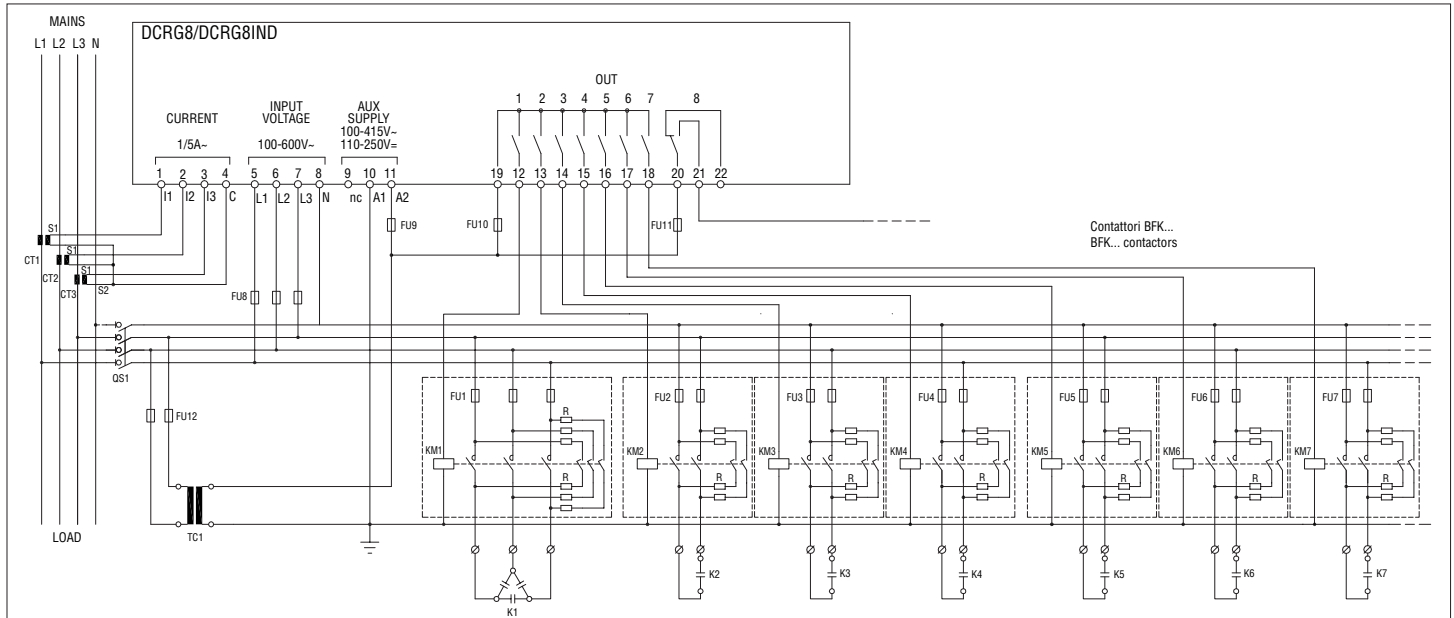 MAINS
L1 L2 L3 N
DCRG8/DCRG8IND
CURRENT
1/5A~
INPUT
VOLTAGE
100-600V~
AUX
SUPPLY
100-415V~
110-250V=
OUT
1 2 3 4 5 6 7 8
1 2 3 4 5 6 7 8 9 10 11 19 12 13 14 15 16 17 18 20 21 22
I1 I2 I3 C L1 L2 L3 N nc A1 A2
FU9 FU10 FU11
Contattori BFK...
BFK... contactors
S1
CT1
S1
CT2
S1
CT3 S2
FU8
QS1
FU12
FU1 FU2 FU3 FU4 FU5 FU6 FU7
R
R R R R R R
KM1 KM2 KM3 KM4 KM5 KM6 KM7
R R R R R R R
TC1
LOAD
K1 K2 K3 K4 K5 K6 K7